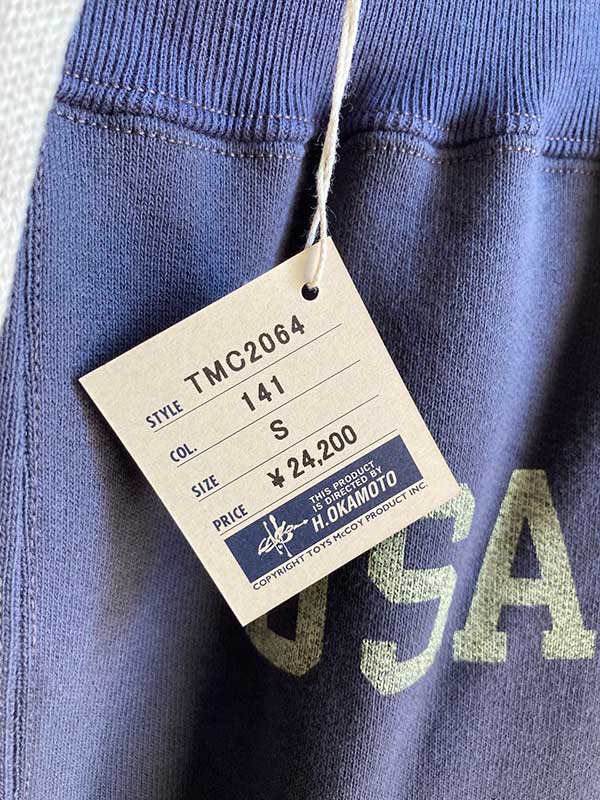 STYLE TMC2064
COL. 141
SIZE S
PRICE ¥24,200
THIS PRODUCT
IS DIRECTED BY
H.OKAMOTO
COPYRIGHT TOYS McCOY PRODUCT INC.
USA